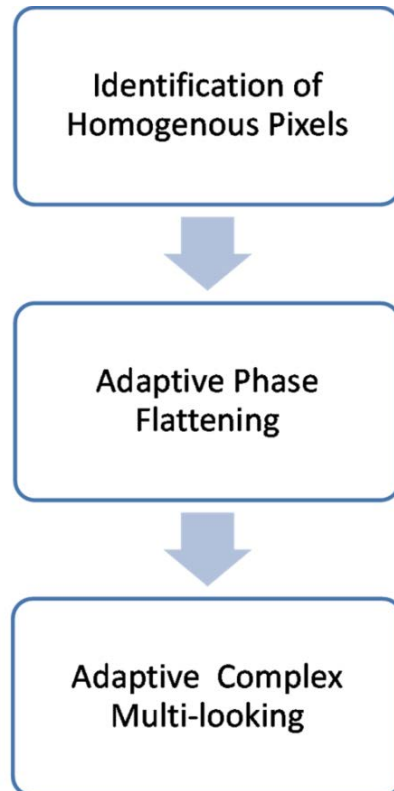 Identification of
Homogenous Pixels
Adaptive Phase
Flattening
Adaptive Complex
Multi-looking